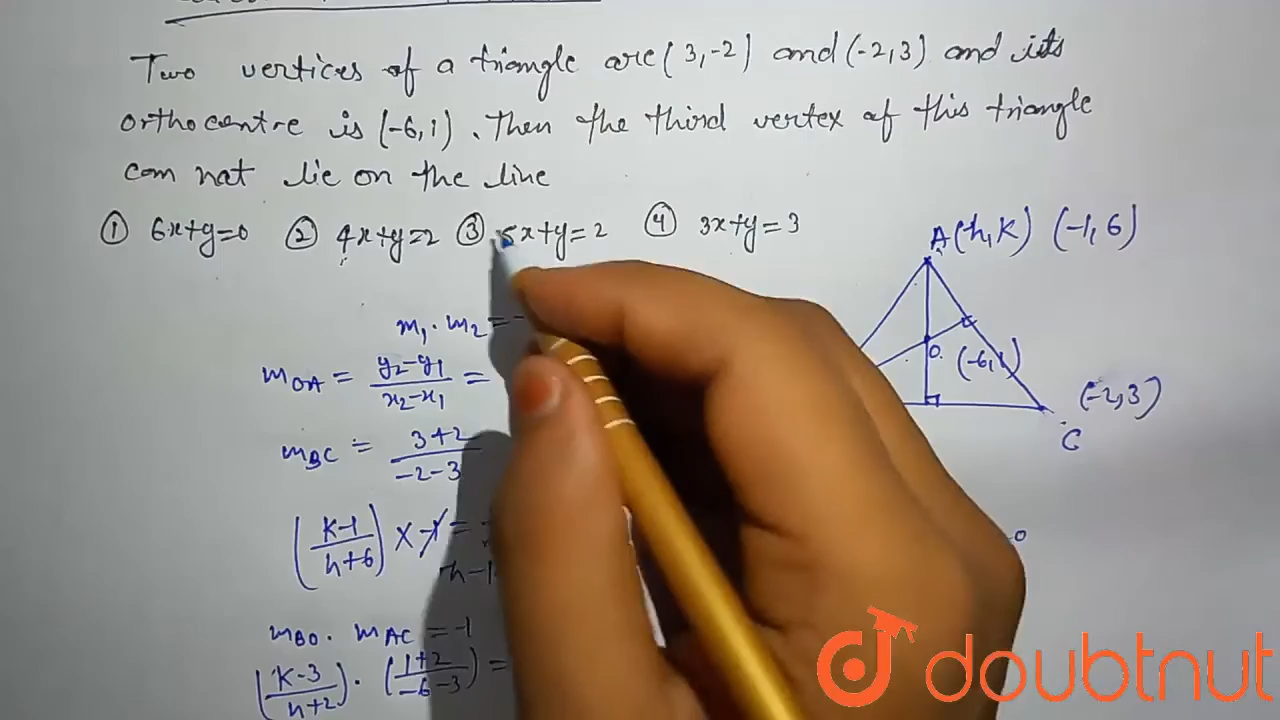 Two vertices of a triangle are (3,-2) and (-2,3) and its
orthocentre is (-6,1). Then the third vertex of this triangle
can not lie on the line
① 6x+y=0 ② 4x+y=2 ③ 5x+y=2 ④ 3x+y=3
A(h,K) (-1,6)
m₁·m₂=-
mOA = y₂-y₁/x₂-x₁ =
O (-6,1)
(-2,3)
C
mBC = 3+2/-2-3
(K-1/h+6) × -1 =
h-1
mBO · mAC = -1
(K-3/h+2) · (1+2/-6-3) =
doubtnut